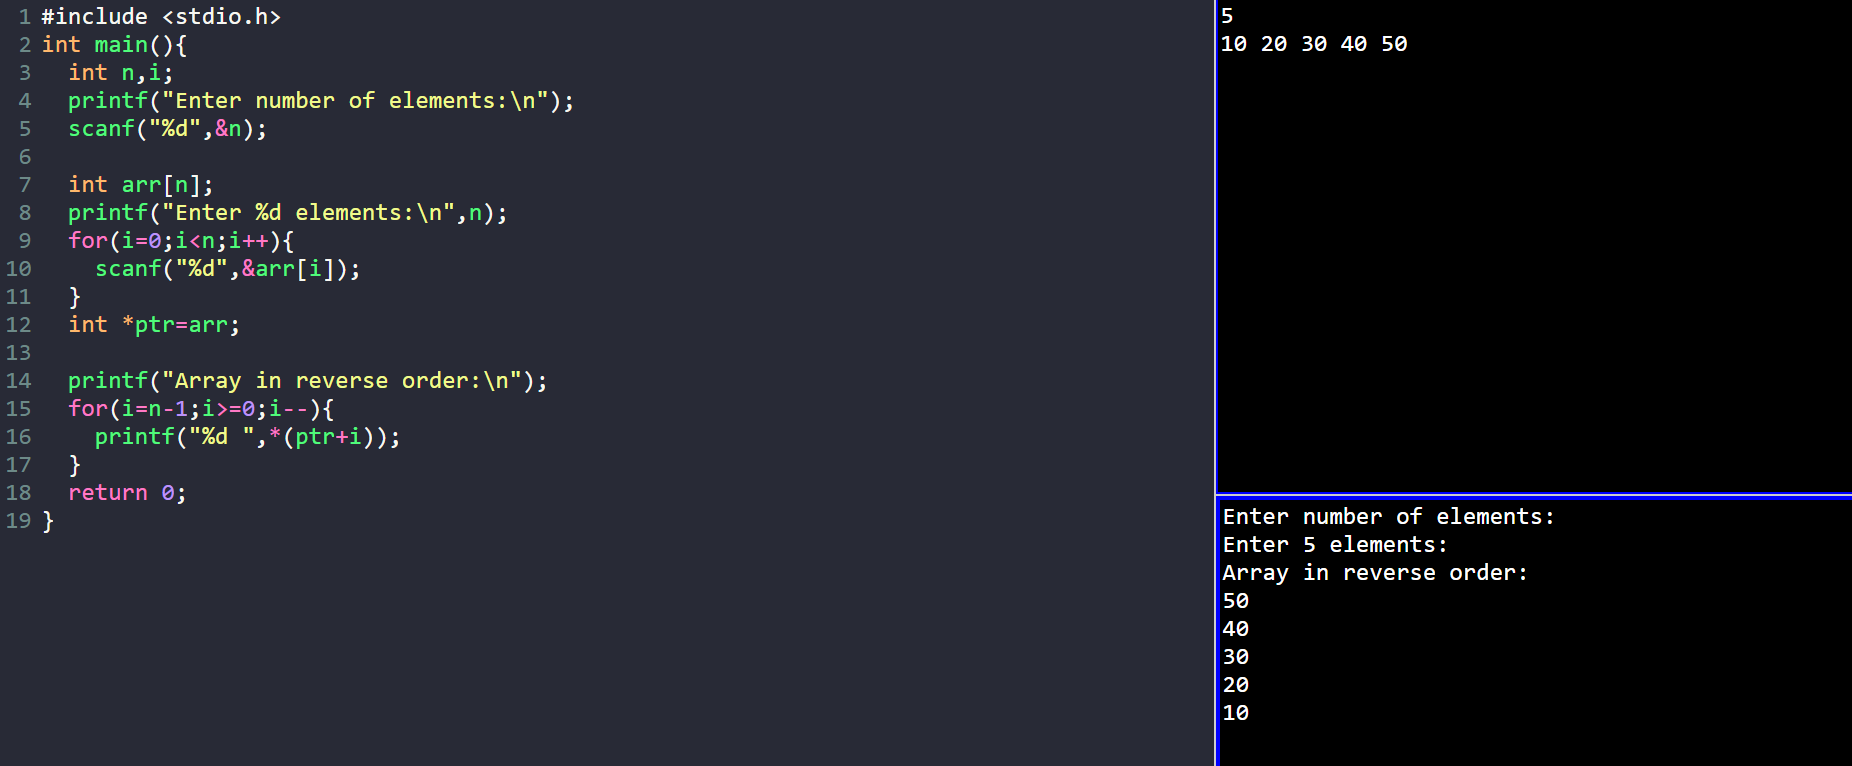 1 #include <stdio.h>
2 int main(){
3   int n,i;
4   printf("Enter number of elements:\n");
5   scanf("%d",&n);
6
7   int arr[n];
8   printf("Enter %d elements:\n",n);
9   for(i=0;i<n;i++){
10     scanf("%d",&arr[i]);
11   }
12   int *ptr=arr;
13
14   printf("Array in reverse order:\n");
15   for(i=n-1;i>=0;i--){
16     printf("%d ",*(ptr+i));
17   }
18   return 0;
19 }
5
10 20 30 40 50
Enter number of elements:
Enter 5 elements:
Array in reverse order:
50
40
30
20
10